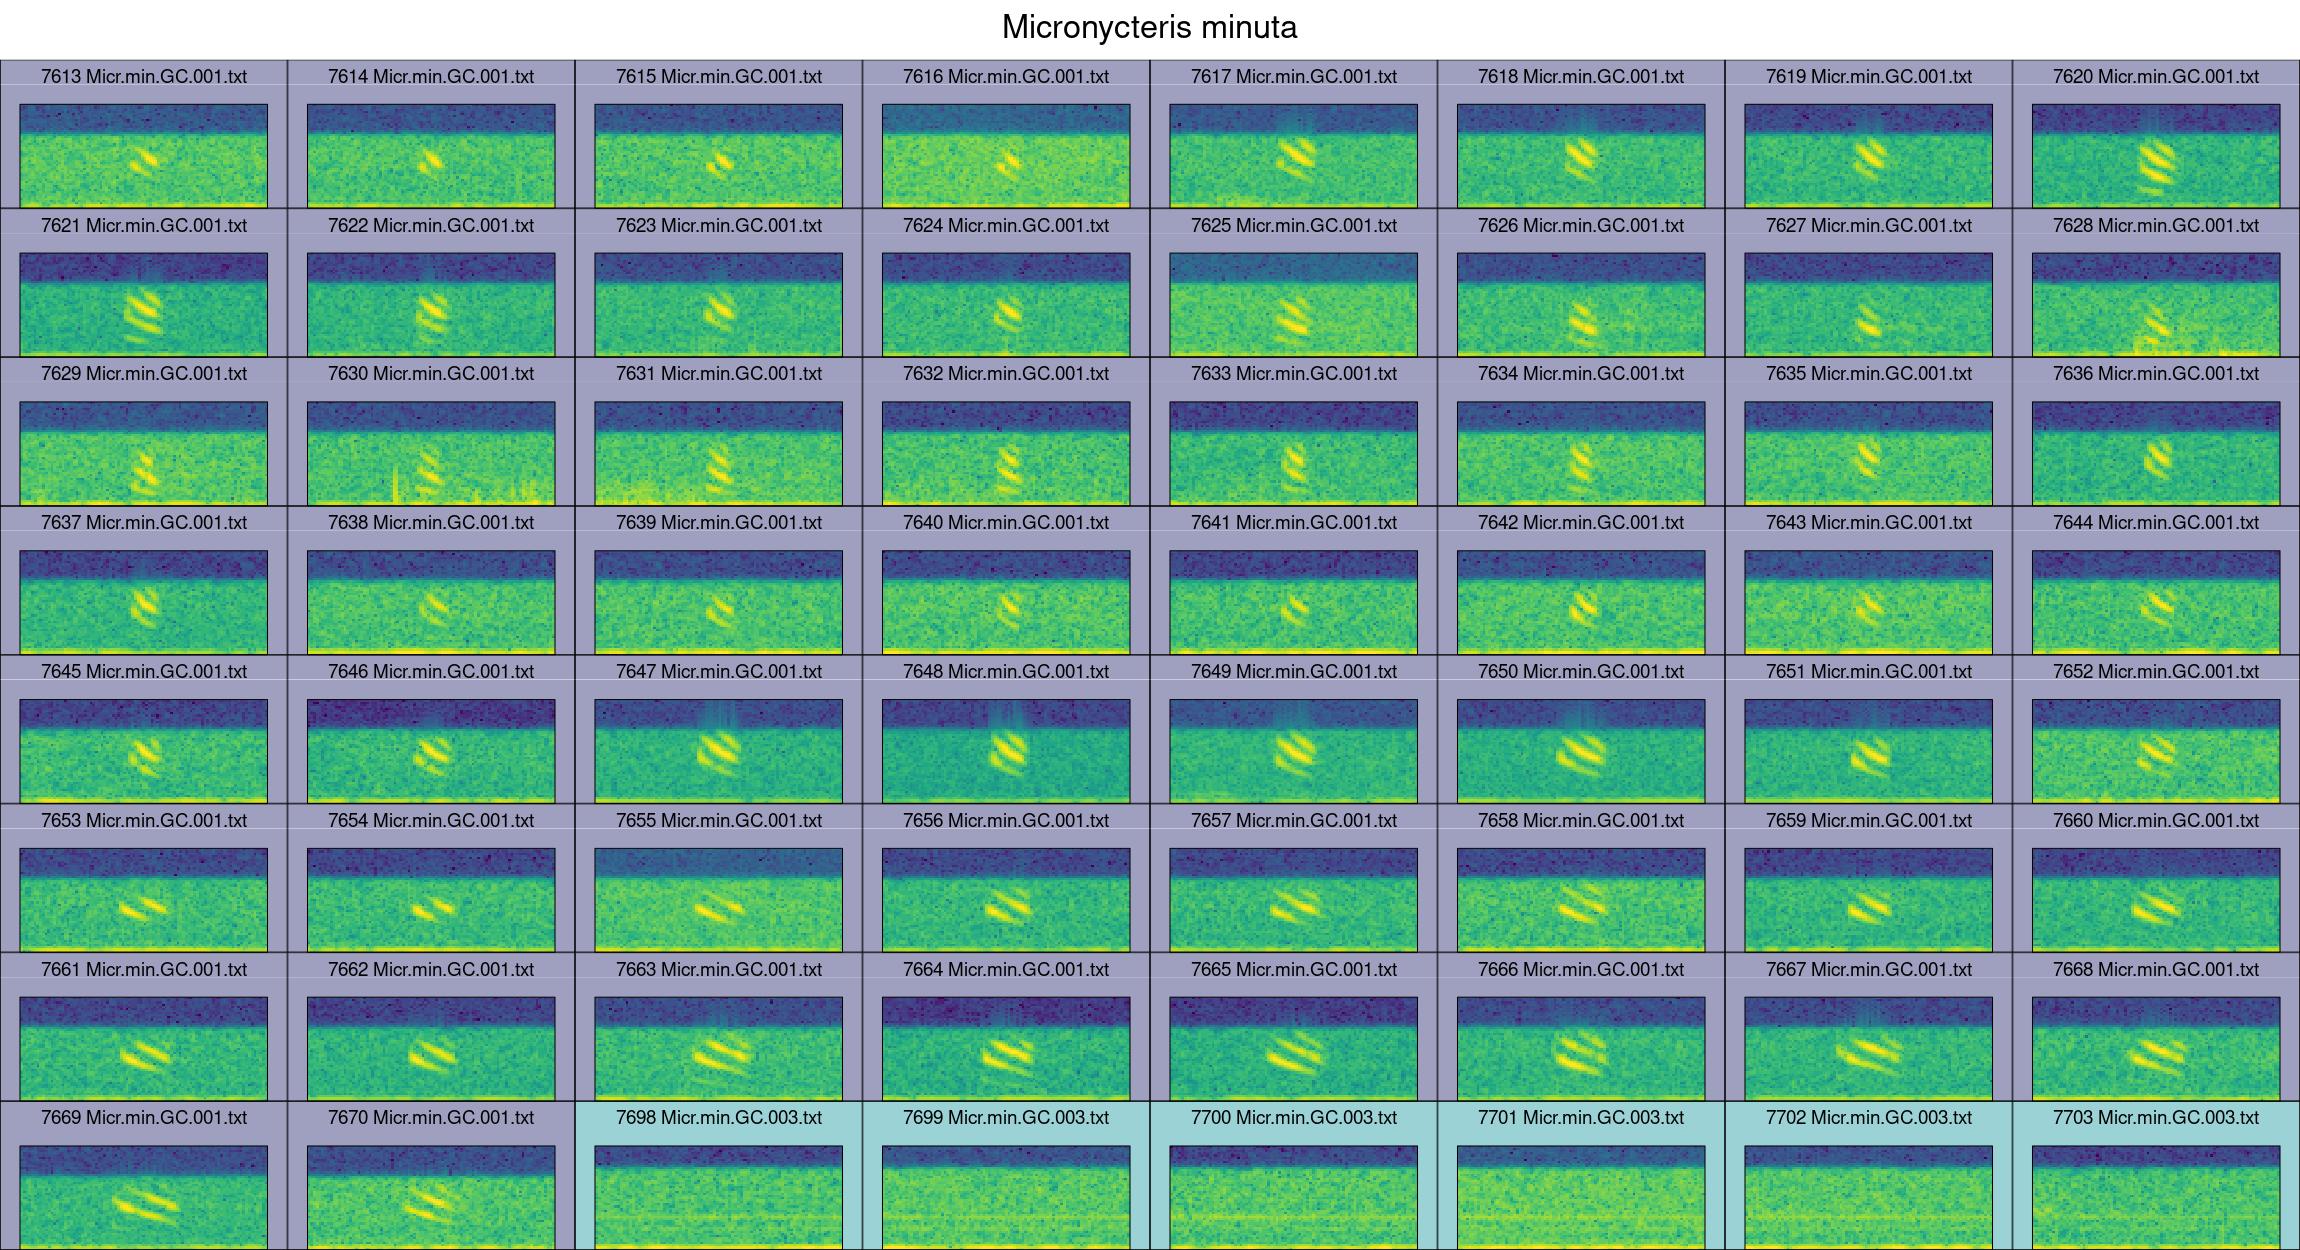 Micronycteris minuta
7613 Micr.min.GC.001.txt 7614 Micr.min.GC.001.txt 7615 Micr.min.GC.001.txt 7616 Micr.min.GC.001.txt 7617 Micr.min.GC.001.txt 7618 Micr.min.GC.001.txt 7619 Micr.min.GC.001.txt 7620 Micr.min.GC.001.txt
7621 Micr.min.GC.001.txt 7622 Micr.min.GC.001.txt 7623 Micr.min.GC.001.txt 7624 Micr.min.GC.001.txt 7625 Micr.min.GC.001.txt 7626 Micr.min.GC.001.txt 7627 Micr.min.GC.001.txt 7628 Micr.min.GC.001.txt
7629 Micr.min.GC.001.txt 7630 Micr.min.GC.001.txt 7631 Micr.min.GC.001.txt 7632 Micr.min.GC.001.txt 7633 Micr.min.GC.001.txt 7634 Micr.min.GC.001.txt 7635 Micr.min.GC.001.txt 7636 Micr.min.GC.001.txt
7637 Micr.min.GC.001.txt 7638 Micr.min.GC.001.txt 7639 Micr.min.GC.001.txt 7640 Micr.min.GC.001.txt 7641 Micr.min.GC.001.txt 7642 Micr.min.GC.001.txt 7643 Micr.min.GC.001.txt 7644 Micr.min.GC.001.txt
7645 Micr.min.GC.001.txt 7646 Micr.min.GC.001.txt 7647 Micr.min.GC.001.txt 7648 Micr.min.GC.001.txt 7649 Micr.min.GC.001.txt 7650 Micr.min.GC.001.txt 7651 Micr.min.GC.001.txt 7652 Micr.min.GC.001.txt
7653 Micr.min.GC.001.txt 7654 Micr.min.GC.001.txt 7655 Micr.min.GC.001.txt 7656 Micr.min.GC.001.txt 7657 Micr.min.GC.001.txt 7658 Micr.min.GC.001.txt 7659 Micr.min.GC.001.txt 7660 Micr.min.GC.001.txt
7661 Micr.min.GC.001.txt 7662 Micr.min.GC.001.txt 7663 Micr.min.GC.001.txt 7664 Micr.min.GC.001.txt 7665 Micr.min.GC.001.txt 7666 Micr.min.GC.001.txt 7667 Micr.min.GC.001.txt 7668 Micr.min.GC.001.txt
7669 Micr.min.GC.001.txt 7670 Micr.min.GC.001.txt 7698 Micr.min.GC.003.txt 7699 Micr.min.GC.003.txt 7700 Micr.min.GC.003.txt 7701 Micr.min.GC.003.txt 7702 Micr.min.GC.003.txt 7703 Micr.min.GC.003.txt